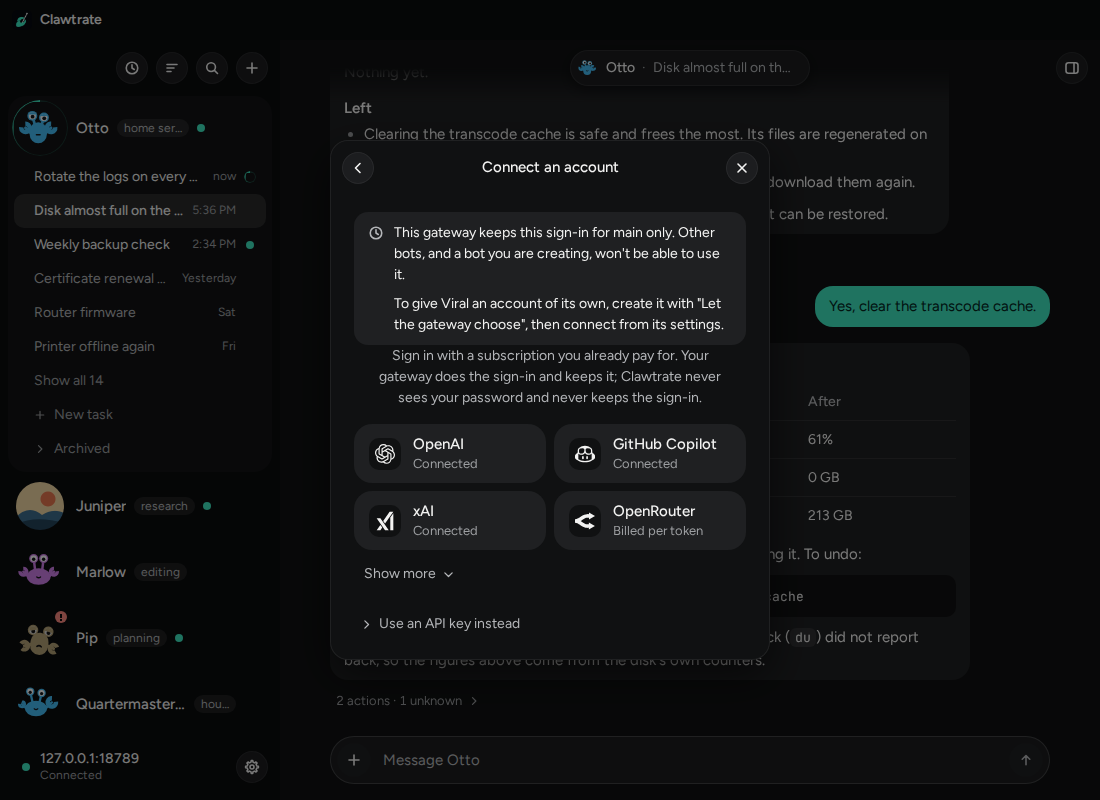 Clawtrate
Otto
home ser...
Rotate the logs on every ...
now
Disk almost full on the ...
5:36 PM
Weekly backup check
2:34 PM
Certificate renewal ...
Yesterday
Router firmware
Sat
Printer offline again
Fri
Show all 14
+ New task
Archived
Juniper
research
Marlow
editing
!
Pip
planning
Quartermaster...
hou...
127.0.0.1:18789
Connected
Otto · Disk almost full on th...
Nothing yet.
Left
• Clearing the transcode cache is safe and frees the most. Its files are regenerated on
download them again.
t can be restored.
Yes, clear the transcode cache.
After
61%
0 GB
213 GB
ng it. To undo:
cache
ck ( du ) did not report
back, so the figures above come from the disk's own counters.
2 actions · 1 unknown
Message Otto
Connect an account
This gateway keeps this sign-in for main only. Other
bots, and a bot you are creating, won't be able to use
it.
To give Viral an account of its own, create it with "Let
the gateway choose", then connect from its settings.
Sign in with a subscription you already pay for. Your
gateway does the sign-in and keeps it; Clawtrate never
sees your password and never keeps the sign-in.
OpenAI
Connected
GitHub Copilot
Connected
xAI
Connected
OpenRouter
Billed per token
Show more
Use an API key instead